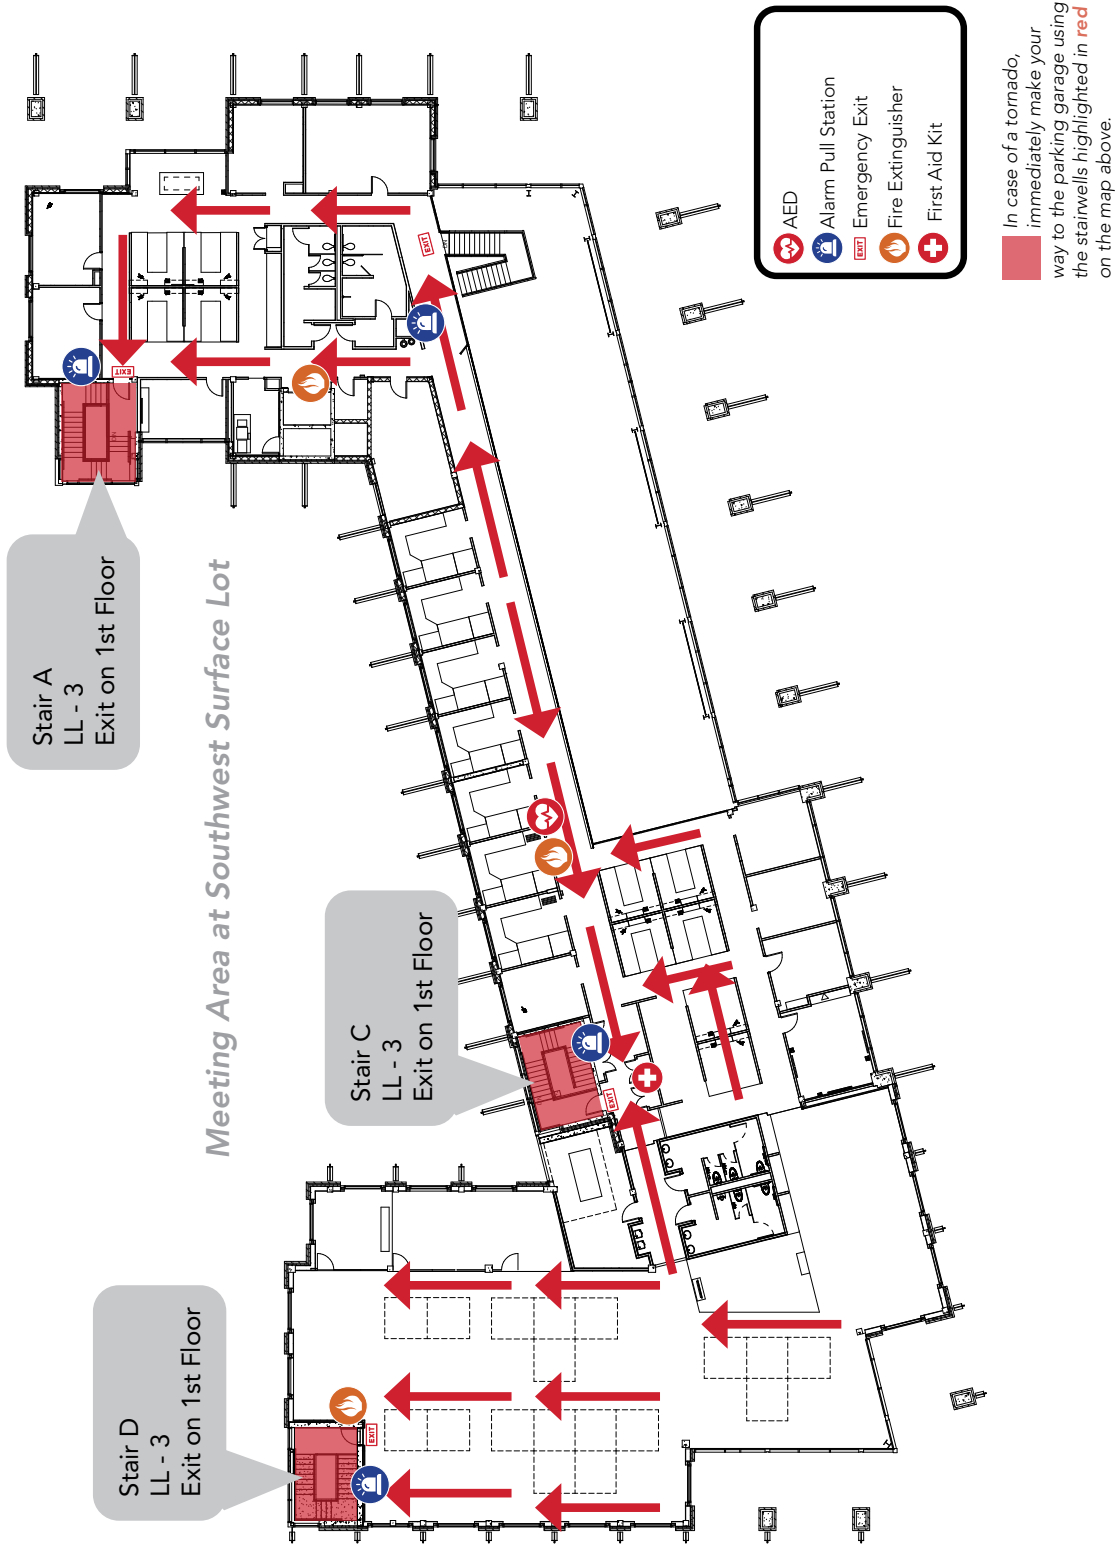 Stair D
LL - 3
Exit on 1st Floor
Stair C
LL - 3
Exit on 1st Floor
Stair A
LL - 3
Exit on 1st Floor
Meeting Area at Southwest Surface Lot
EXIT
EXIT
EXIT
EXIT
DN
DN
AED
Alarm Pull Station
EXIT Emergency Exit
Fire Extinguisher
First Aid Kit
In case of a tornado,
immediately make your
way to the parking garage using
the stairwells highlighted in red
on the map above.